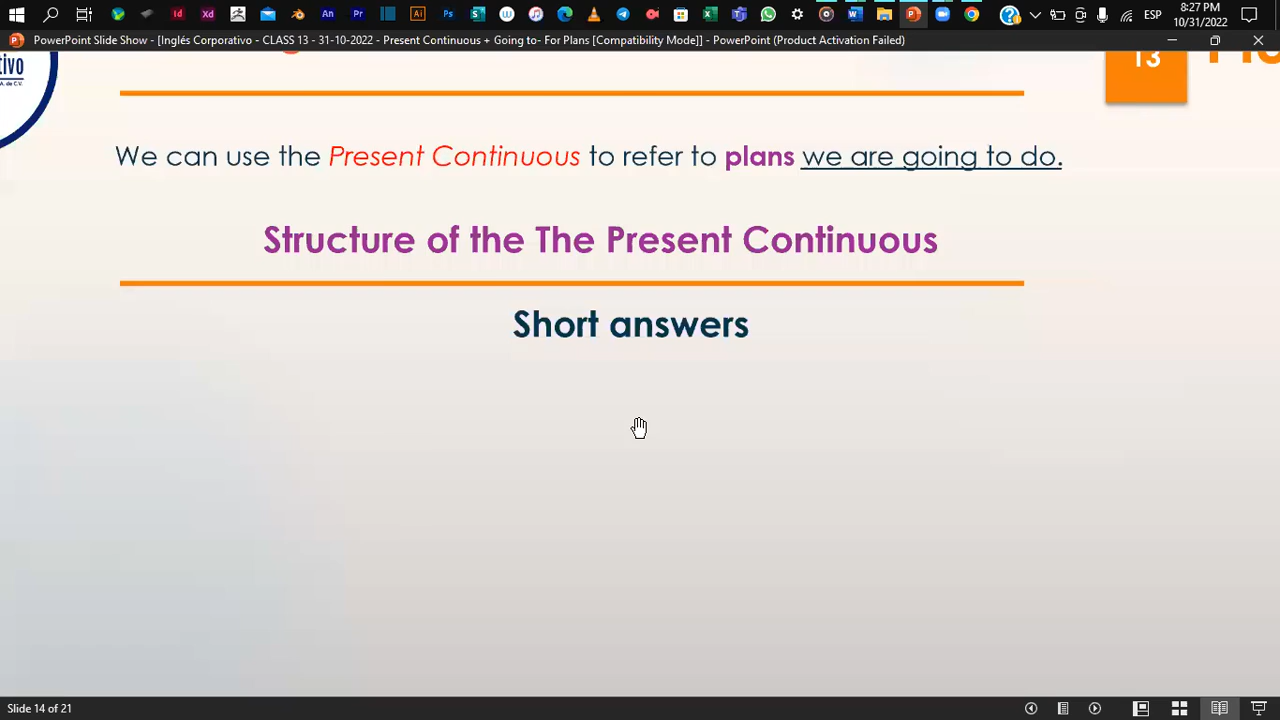 8:27 PM
ESP
10/31/2022
PowerPoint Slide Show - [Inglés Corporativo - CLASS 13 - 31-10-2022 - Present Continuous + Going to- For Plans [Compatibility Mode]] - PowerPoint (Product Activation Failed)
tivo
A. de C.V.
13
We can use the Present Continuous to refer to plans we are going to do.
Structure of the The Present Continuous
Short answers
Slide 14 of 21